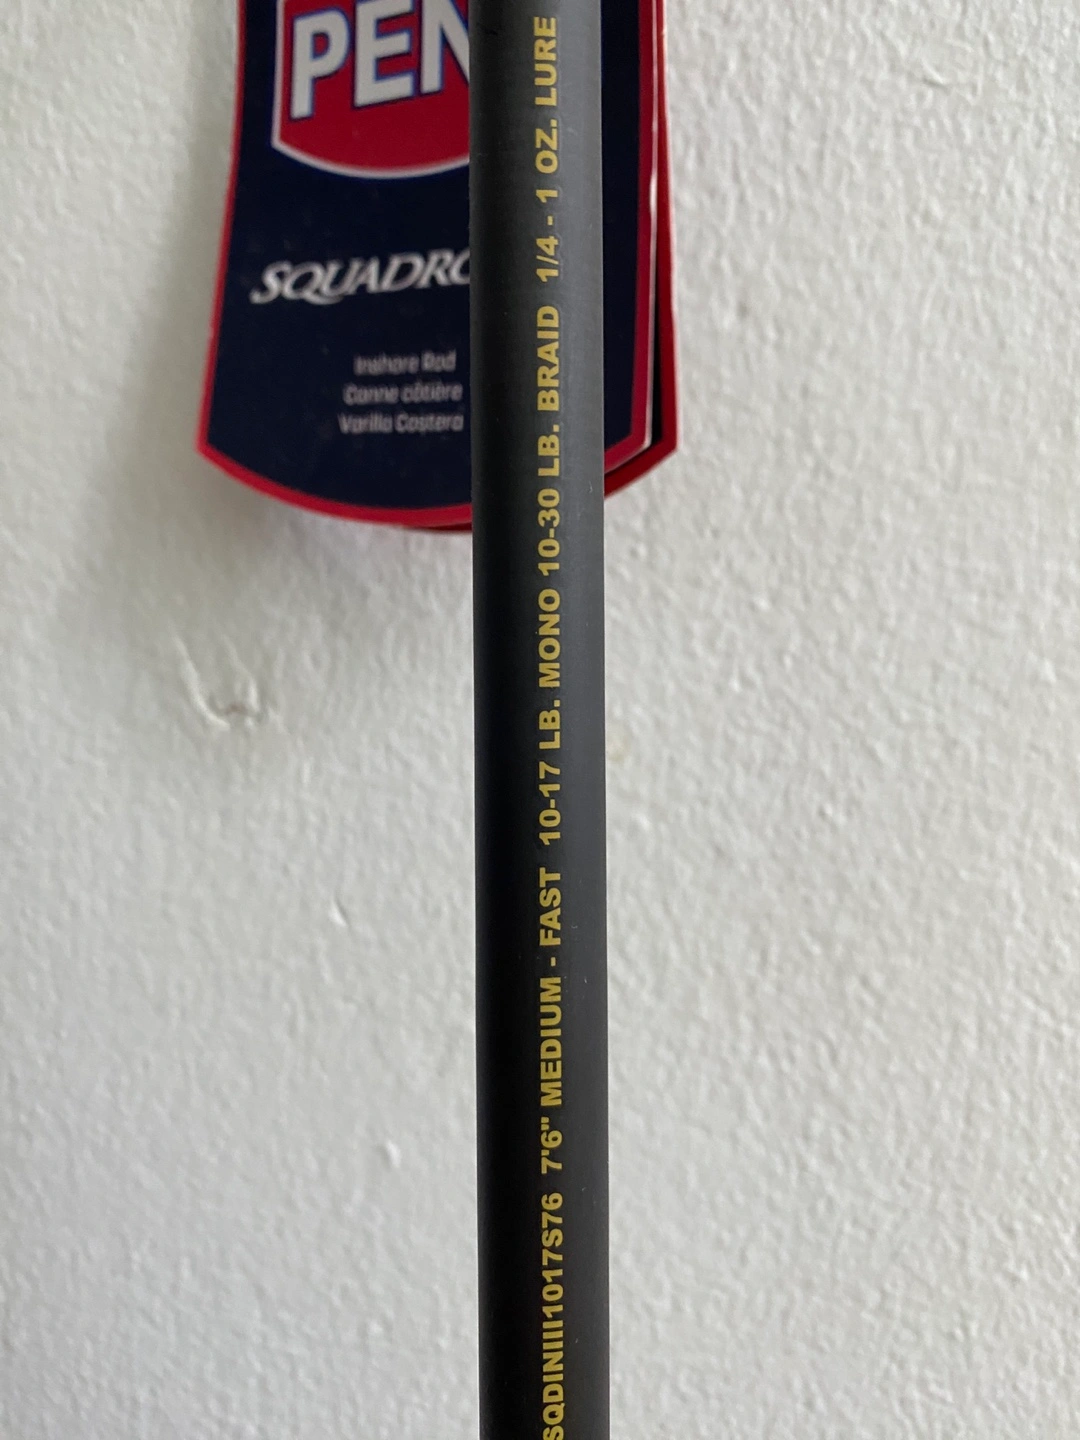 PEN
SQUADRO
Inshore Rod
Canne côtière
Varilla Costera
SQDINIII1017S76 7'6" MEDIUM - FAST 10-17 LB. MONO 10-30 LB. BRAID 1/4 - 1 OZ. LURE